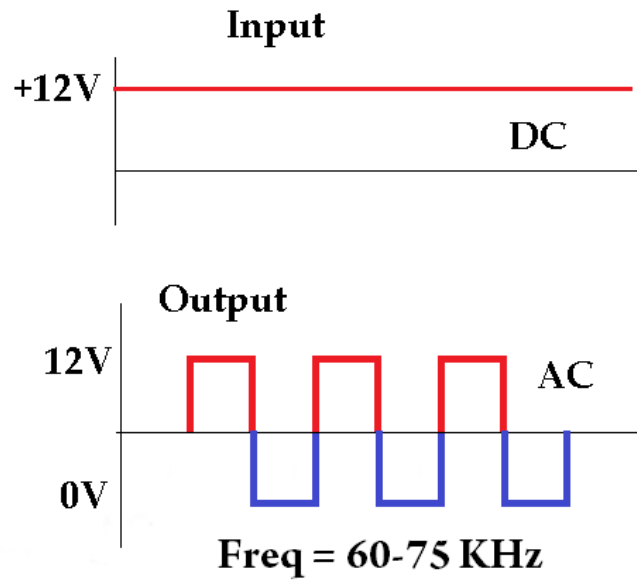 Input
+12V
DC
Output
12V
AC
0V
Freq = 60-75 KHz